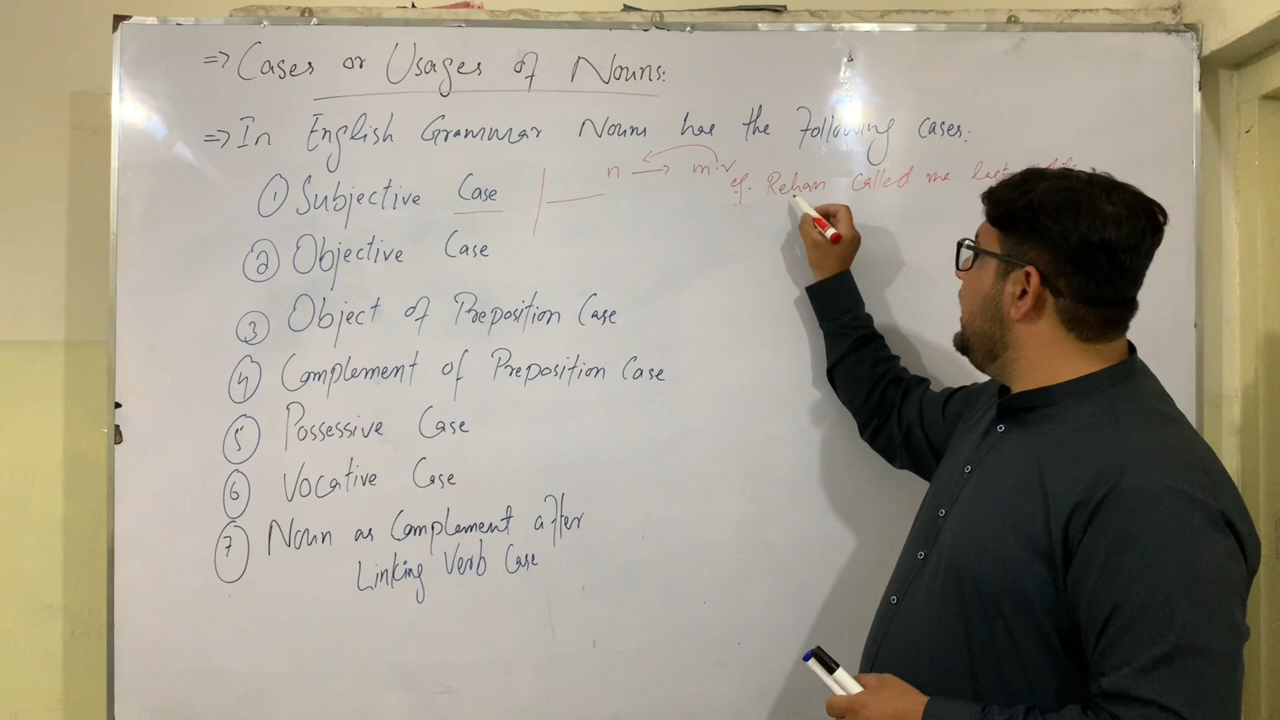 ⇒ Cases or Usages of Nouns:
⇒ In English Grammar Nouns has the Following cases:
n → m.v
eg. Rehan called me last
① Subjective Case
② Objective Case
③ Object of Preposition Case
④ Complement of Preposition Case
⑤ Possessive Case
⑥ Vocative Case
⑦ Noun as Complement after
Linking Verb Case